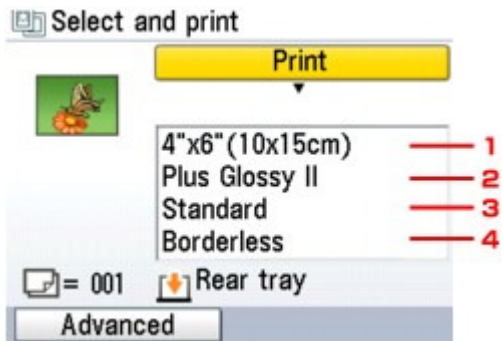 Select and print
Print
4"x6"(10x15cm) 1
Plus Glossy II 2
Standard 3
Borderless 4
= 001 Rear tray
Advanced